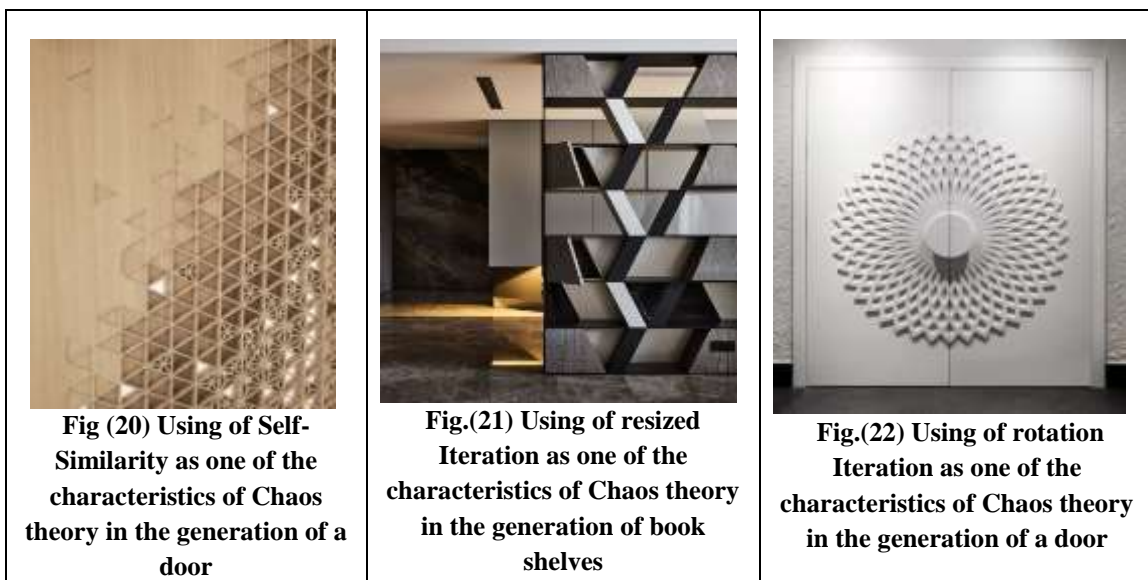 Fig (20) Using of Self-
Similarity as one of the
characteristics of Chaos
theory in the generation of a
door
Fig.(21) Using of resized
Iteration as one of the
characteristics of Chaos theory
in the generation of book
shelves
Fig.(22) Using of rotation
Iteration as one of the
characteristics of Chaos theory
in the generation of a door